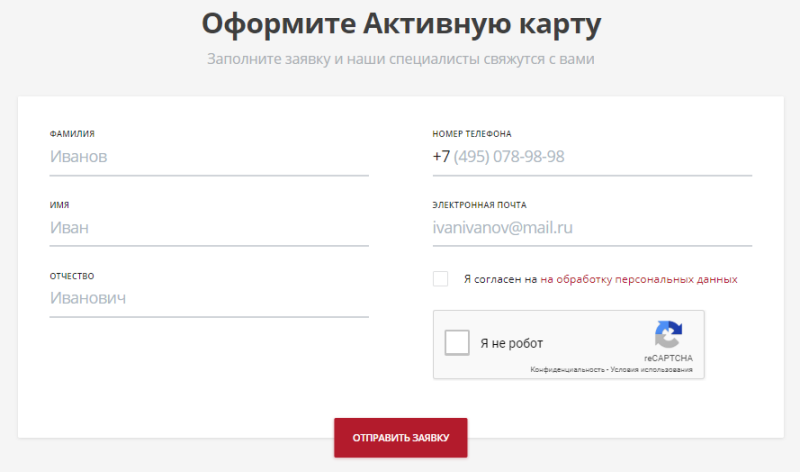 Оформите Активную карту
Заполните заявку и наши специалисты свяжутся с вами
ФАМИЛИЯ
Иванов
ИМЯ
Иван
ОТЧЕСТВО
Иванович
НОМЕР ТЕЛЕФОНА
+7 (495) 078-98-98
ЭЛЕКТРОННАЯ ПОЧТА
ivanivanov@mail.ru
Я согласен на на обработку персональных данных
Я не робот
reCAPTCHA
Конфиденциальность - Условия использования
ОТПРАВИТЬ ЗАЯВКУ